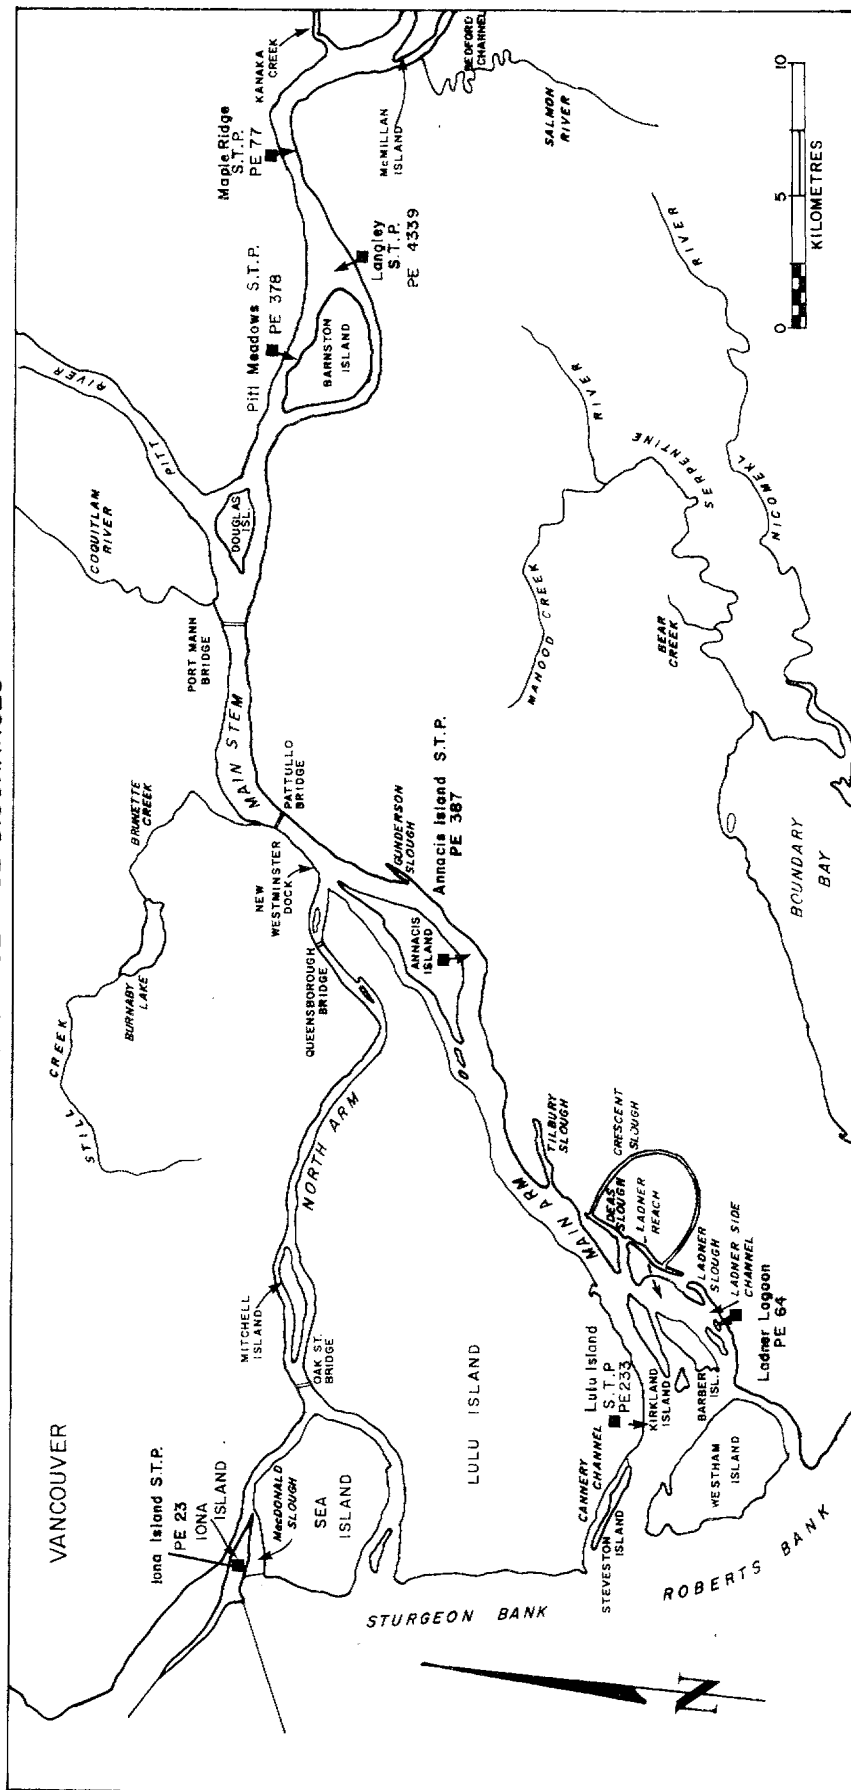 VANCOUVER
Iona Island S.T.P.
PE 23
IONA
ISLAND
MacDONALD
SLOUGH
SEA
ISLAND
STURGEON BANK
OAK ST.
BRIDGE
MITCHELL
ISLAND
NORTH ARM
STILL CREEK
BURNABY
LAKE
BRUNETTE
CREEK
QUEENSBOROUGH
BRIDGE
NEW
WESTMINSTER
DOCK
PATTULLO
BRIDGE
MAIN STEM
PORT MANN
BRIDGE
COQUITLAM
RIVER
PITT RIVER
DOUGLAS
ISL.
Pitt Meadows S.T.P.
PE 378
BARNSTON
ISLAND
Maple Ridge
S.T.P.
PE 77
KANAKA
CREEK
Langley
S.T.P.
PE 4339
McMILLAN
ISLAND
BEDFORD
CHANNEL
SALMON
RIVER
LULU ISLAND
ANNACIS
ISLAND
GUNDERSON
SLOUGH
Annacis Island S.T.P.
PE 387
MAIN ARM
TILBURY
SLOUGH
CRESCENT
SLOUGH
DEAS
SLOUGH
LADNER
REACH
LADNER
SLOUGH
LADNER SIDE
CHANNEL
Ladner Lagoon
PE 64
Lulu Island
S.T.P
PE233
KIRKLAND
ISLAND
BARBER
ISL.
WESTHAM
ISLAND
CANNERY
CHANNEL
STEVESTON
ISLAND
ROBERTS BANK
MAHOOD CREEK
BEAR
CREEK
SERPENTINE RIVER
NICOMEKL RIVER
BOUNDARY
BAY
N
0 5 10
KILOMETRES